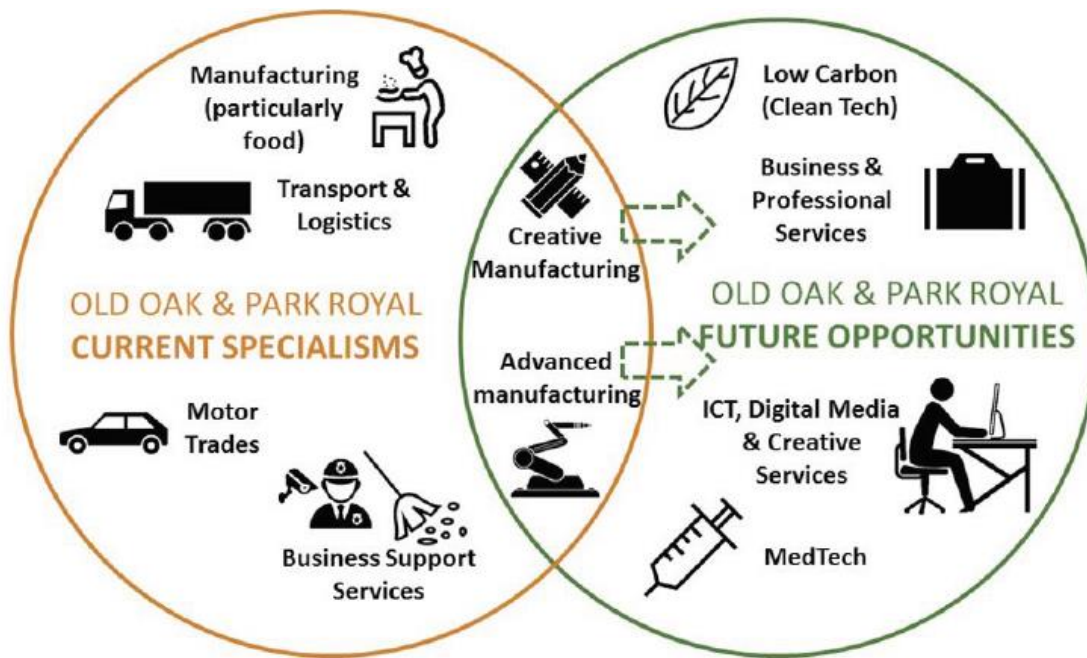 Manufacturing
(particularly
food)
Transport &
Logistics
OLD OAK & PARK ROYAL
CURRENT SPECIALISMS
Motor
Trades
Business Support
Services
Creative
Manufacturing
Advanced
manufacturing
Low Carbon
(Clean Tech)
Business &
Professional
Services
OLD OAK & PARK ROYAL
FUTURE OPPORTUNITIES
ICT, Digital Media
& Creative
Services
MedTech